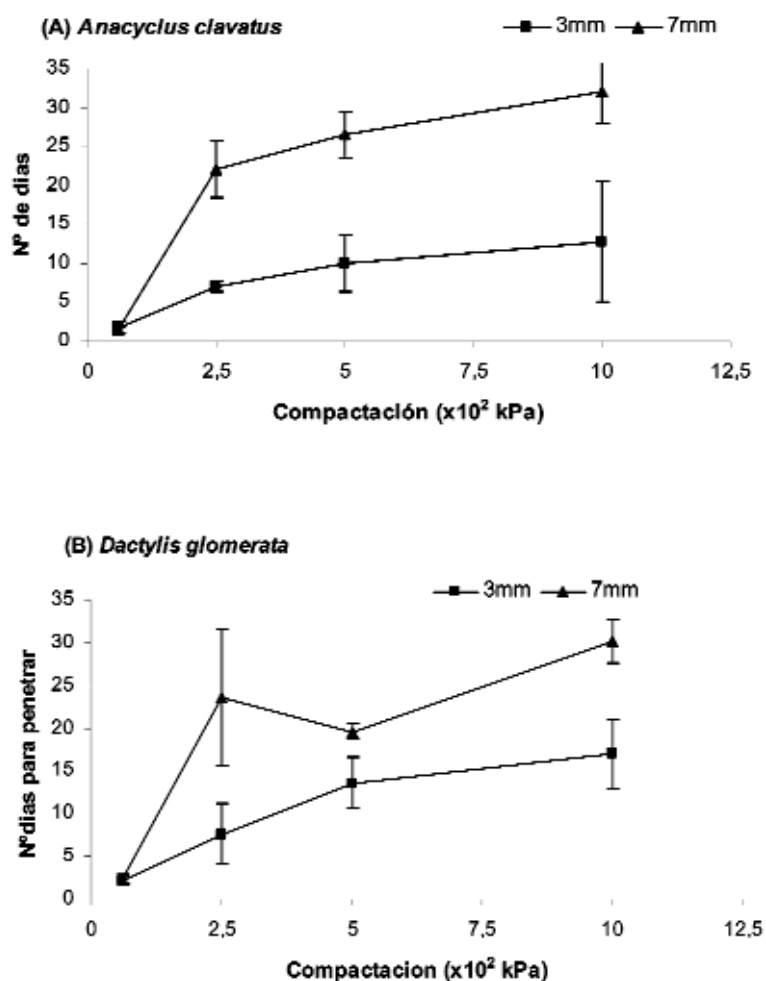 (A) Anacyclus clavatus
3mm 7mm
35
30
25
20
15
10
5
0
Nº de dias
0 2,5 5 7,5 10 12,5
Compactación (x10² kPa)
(B) Dactylis glomerata
3mm 7mm
35
30
25
20
15
10
5
0
Nºdias para penetrar
0 2,5 5 7,5 10 12,5
Compactacion (x10² kPa)